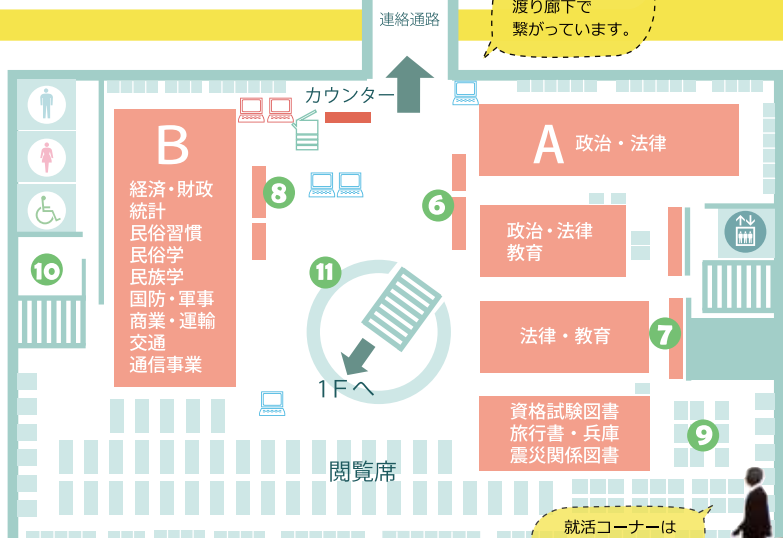 渡り廊下で
繋がっています。
連絡通路
カウンター
B
経済・財政
統計
民俗習慣
民俗学
民族学
国防・軍事
商業・運輸
交通
通信事業
A 政治・法律
政治・法律
教育
法律・教育
資格試験図書
旅行書・兵庫
震災関係図書
8
6
10
11
7
9
1Fへ
閲覧席
就活コーナーは